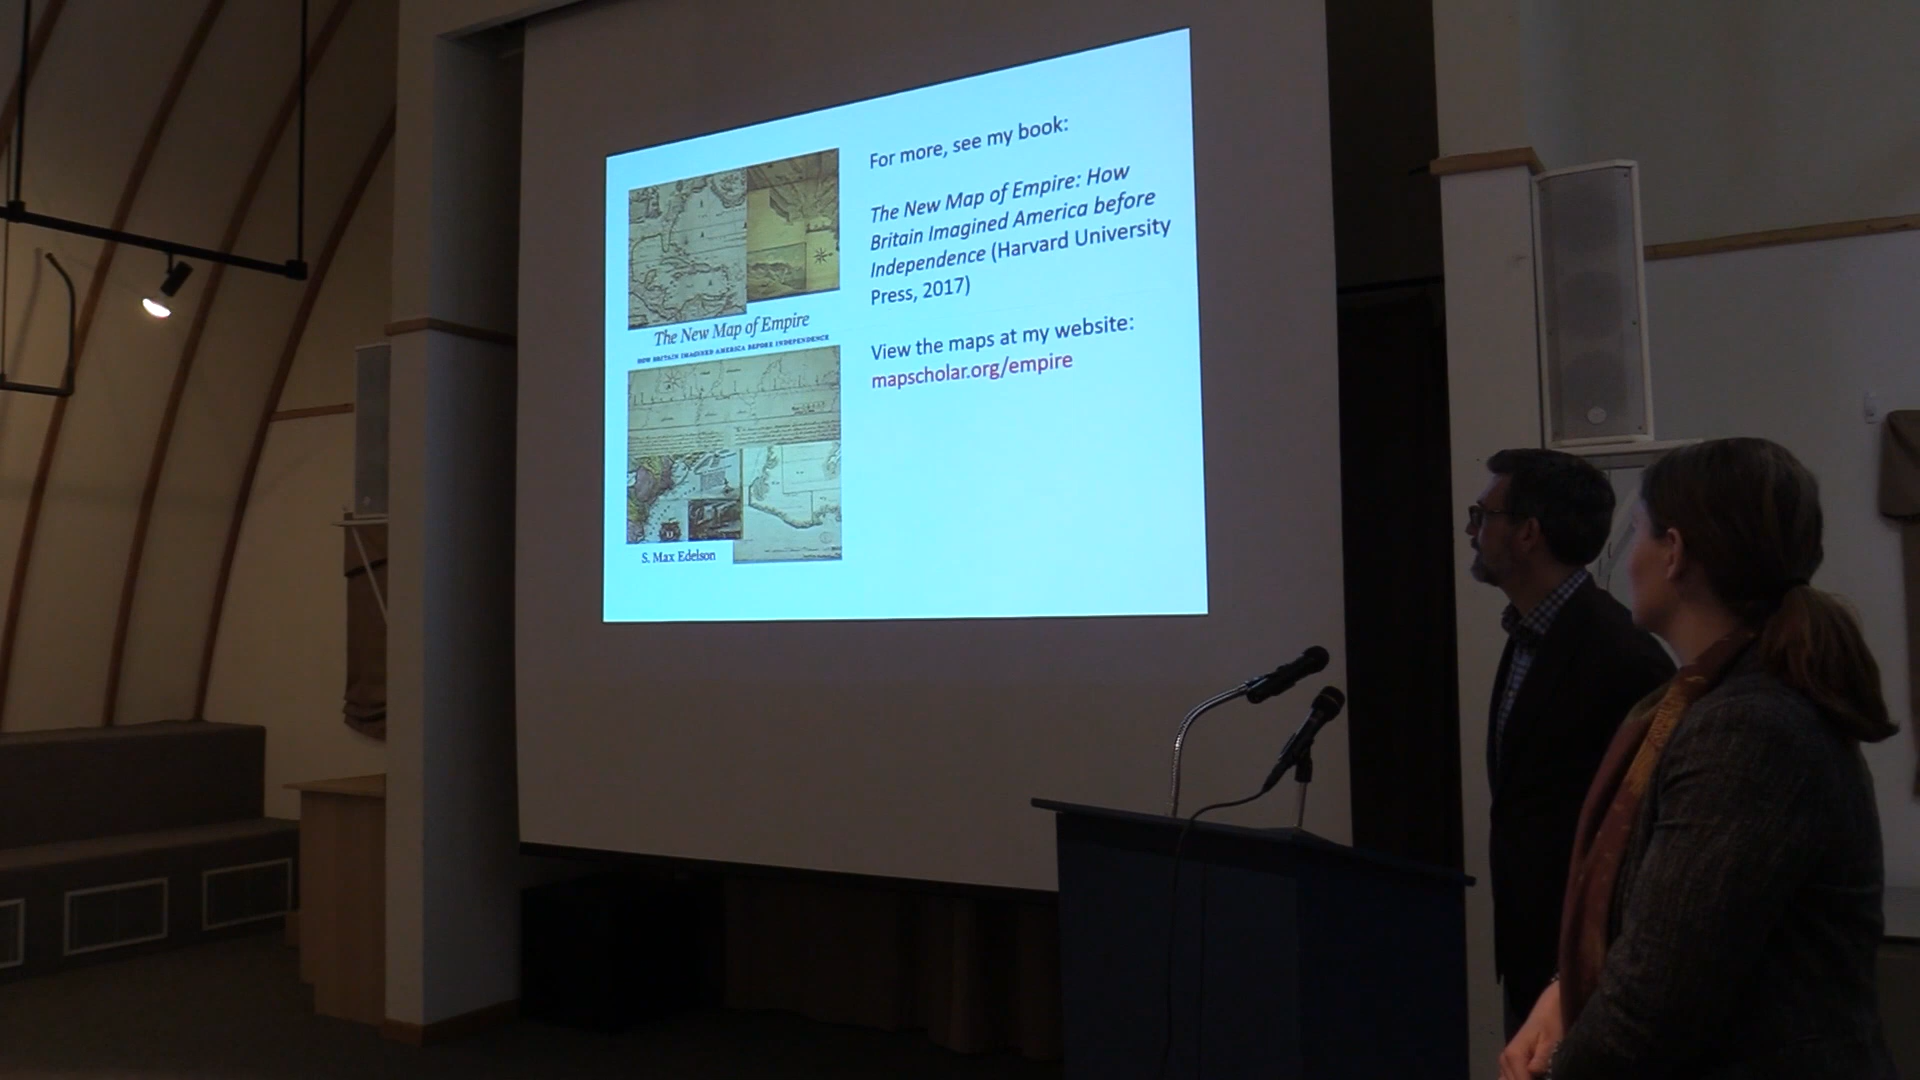 For more, see my book:
The New Map of Empire: How
Britain Imagined America before
Independence (Harvard University
Press, 2017)
View the maps at my website:
mapscholar.org/empire
The New Map of Empire
HOW BRITAIN IMAGINED AMERICA BEFORE INDEPENDENCE
S. Max Edelson